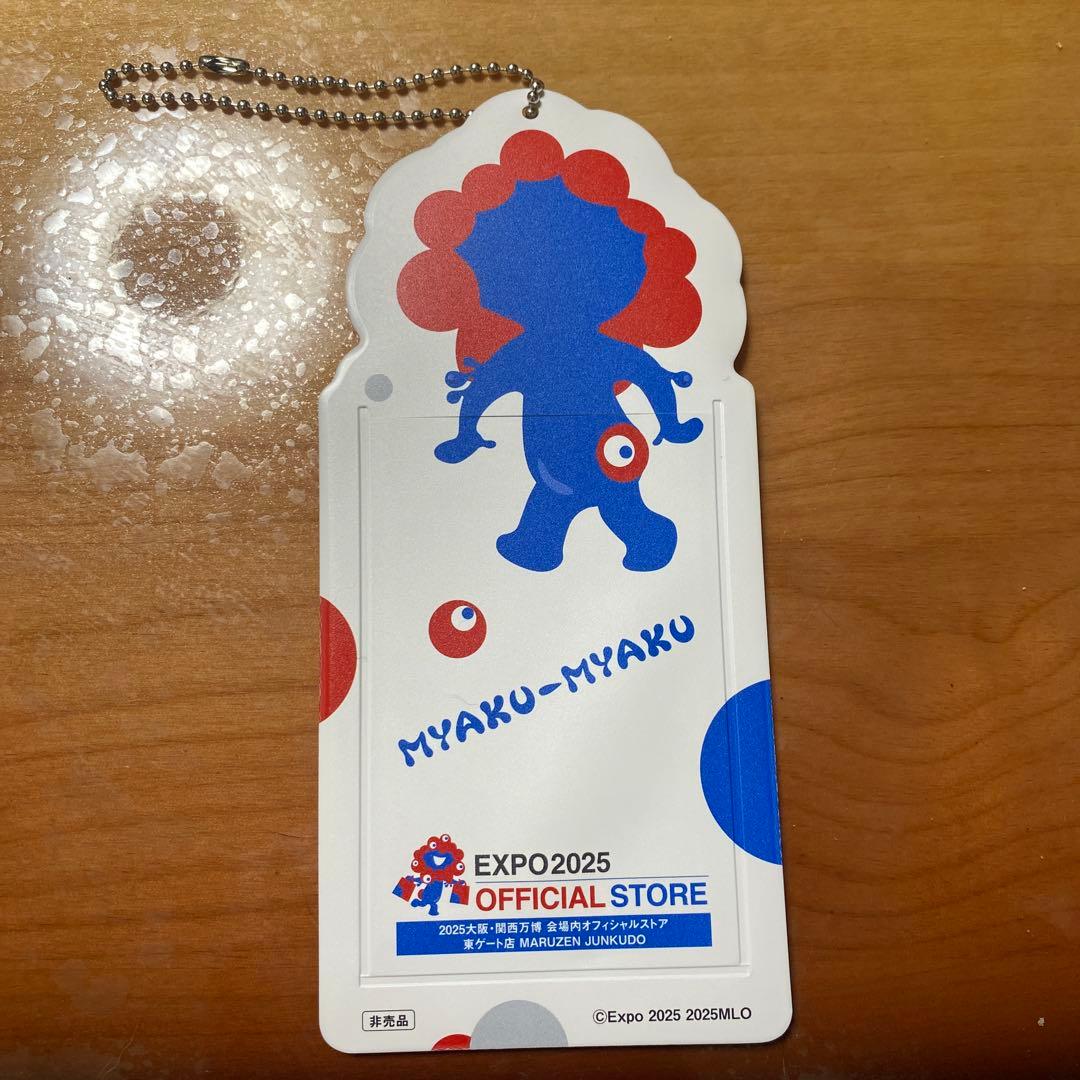 MYAKU-MYAKU
EXPO2025
OFFICIAL STORE
2025大阪・関西万博 会場内オフィシャルストア
東ゲート店 MARUZEN JUNKUDO
非売品
©Expo 2025 2025MLO